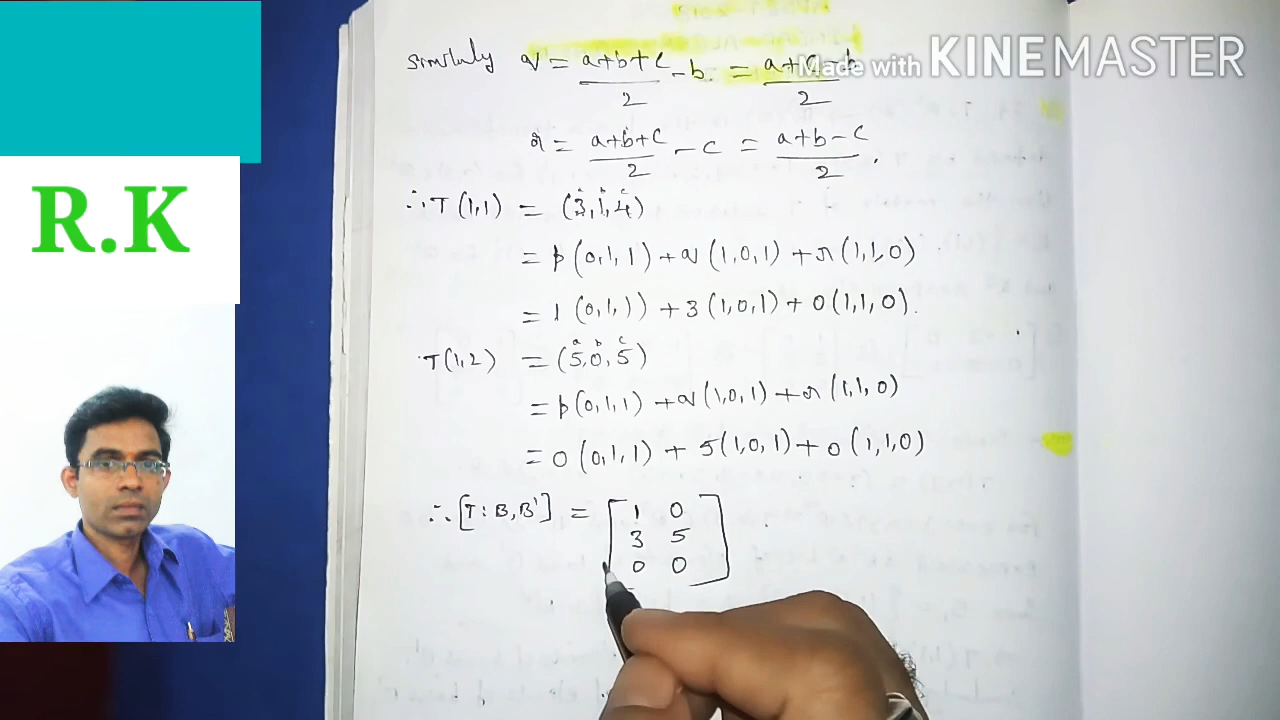 Similarly q = (a+b+c)/2 - b = (a+c-b)/2
Made with KINEMASTER
r = (a+b+c)/2 - c = (a+b-c)/2.
R.K
∴ T(1,1) = (3,1,4)
a b c
= p(0,1,1) + q(1,0,1) + r(1,1,0)
= 1(0,1,1) + 3(1,0,1) + 0(1,1,0).
T(1,2) = (5,0,5)
a b c
= p(0,1,1) + q(1,0,1) + r(1,1,0)
= 0(0,1,1) + 5(1,0,1) + 0(1,1,0)
∴ [T: B, B'] = [1 0
3 5
0 0]